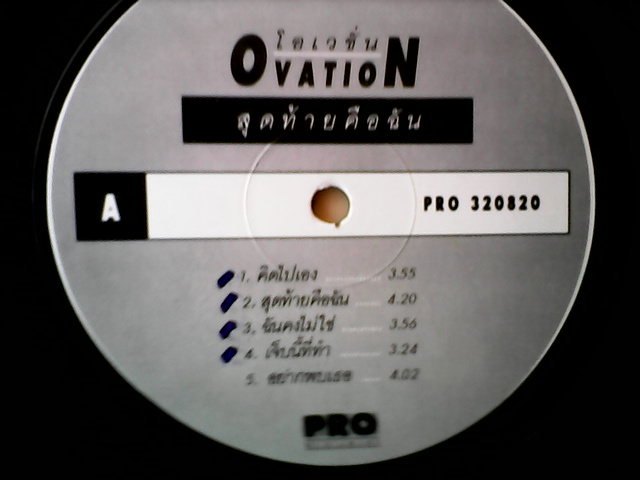 โอเวชั่น
OVATION
สุดท้ายคือฉัน
A
PRO 320820
1. คิดไปเอง 3.55
2. สุดท้ายคือฉัน 4.20
3. ฉันคงไม่ใช่ 3.56
4. เจ็บนี้ที่ทำ 3.24
5. อยากพบเธอ 4.02
PRO